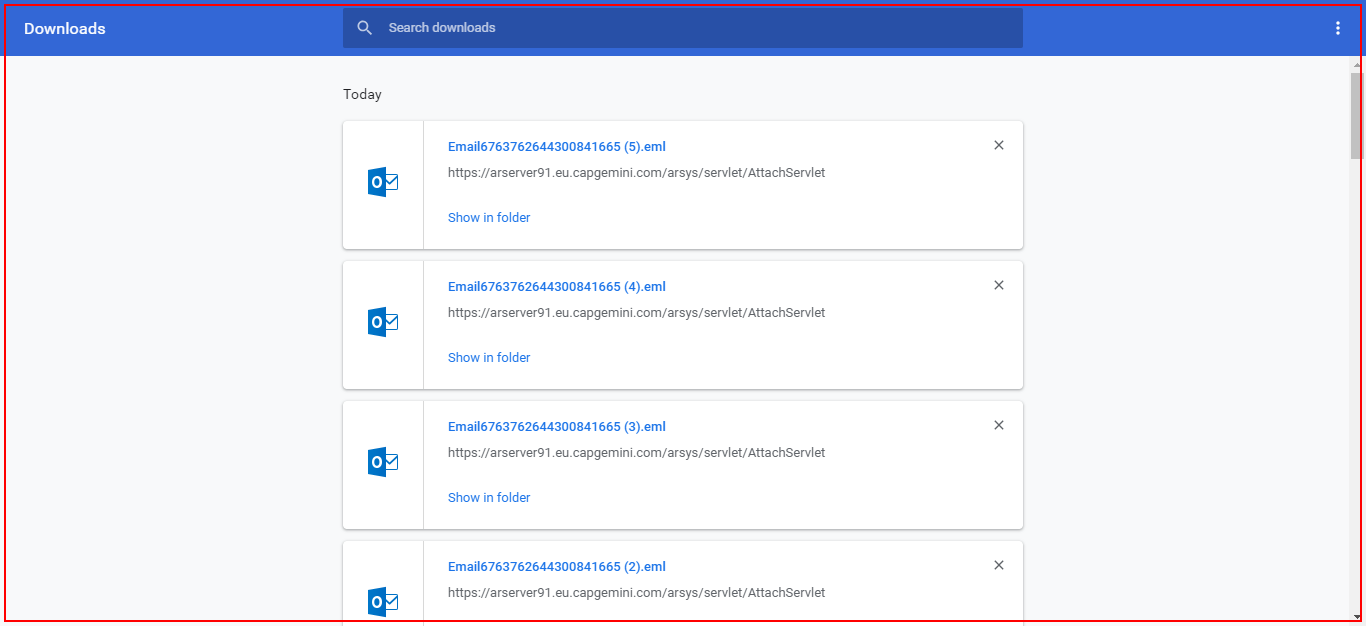 Downloads
Search downloads
Today
Email6763762644300841665 (5).eml
https://arserver91.eu.capgemini.com/arsys/servlet/AttachServlet
Show in folder
Email6763762644300841665 (4).eml
https://arserver91.eu.capgemini.com/arsys/servlet/AttachServlet
Show in folder
Email6763762644300841665 (3).eml
https://arserver91.eu.capgemini.com/arsys/servlet/AttachServlet
Show in folder
Email6763762644300841665 (2).eml
https://arserver91.eu.capgemini.com/arsys/servlet/AttachServlet